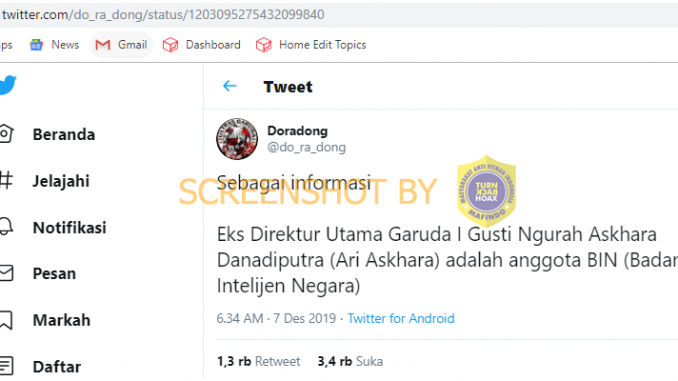 twitter.com/do_ra_dong/status/1203095275432099840
ps News Gmail Dashboard Home Edit Topics
Tweet
Doradong
@do_ra_dong
Beranda
Jelajahi
Notifikasi
Pesan
Markah
Daftar
Sebagai informasi
SCREENSHOT BY
MASYARAKAT ANTI FITNAH INDONESIA
TURN
BACK
HOAX
MAFINDO
Eks Direktur Utama Garuda I Gusti Ngurah Askhara
Danadiputra (Ari Askhara) adalah anggota BIN (Badan
Intelijen Negara)
6.34 AM · 7 Des 2019 · Twitter for Android
1,3 rb Retweet 3,4 rb Suka